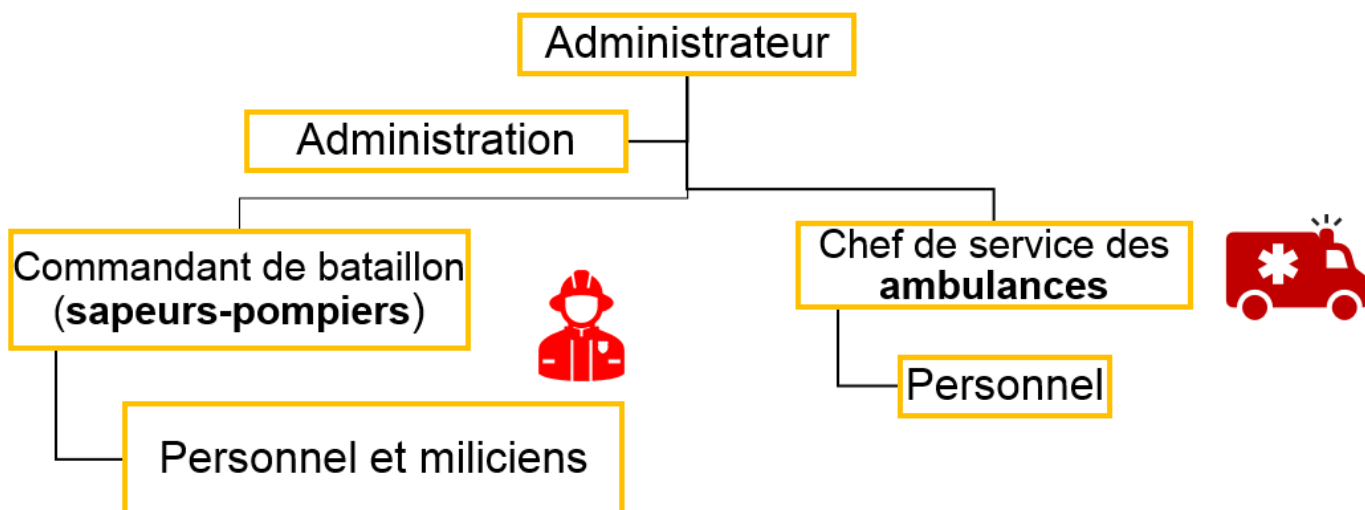 Administrateur
Administration
Commandant de bataillon
(sapeurs-pompiers)
Chef de service des
ambulances
Personnel
Personnel et miliciens